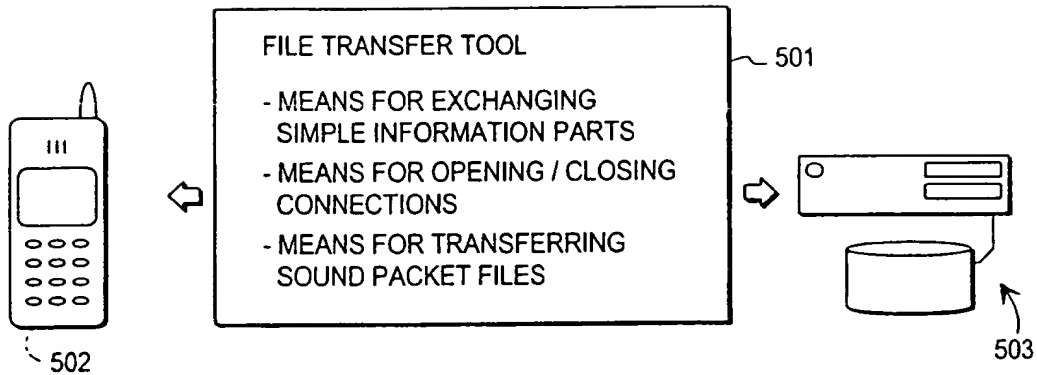 FILE TRANSFER TOOL
- MEANS FOR EXCHANGING
SIMPLE INFORMATION PARTS
- MEANS FOR OPENING / CLOSING
CONNECTIONS
- MEANS FOR TRANSFERRING
SOUND PACKET FILES
501
502
503